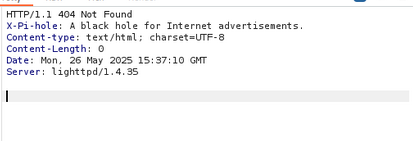 HTTP/1.1 404 Not Found
X-Pi-hole: A black hole for Internet advertisements.
Content-type: text/html; charset=UTF-8
Content-Length: 0
Date: Mon, 26 May 2025 15:37:10 GMT
Server: lighttpd/1.4.35